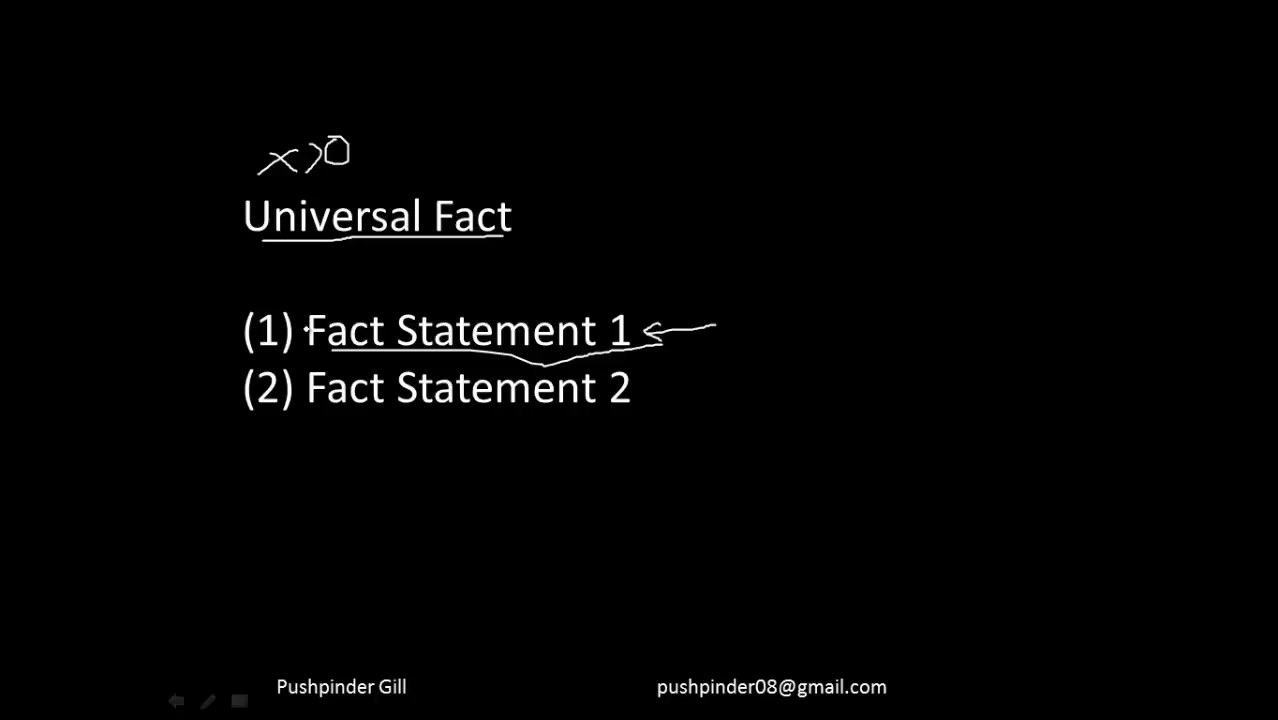 x>0
Universal Fact
(1) Fact Statement 1
(2) Fact Statement 2
Pushpinder Gill pushpinder08@gmail.com